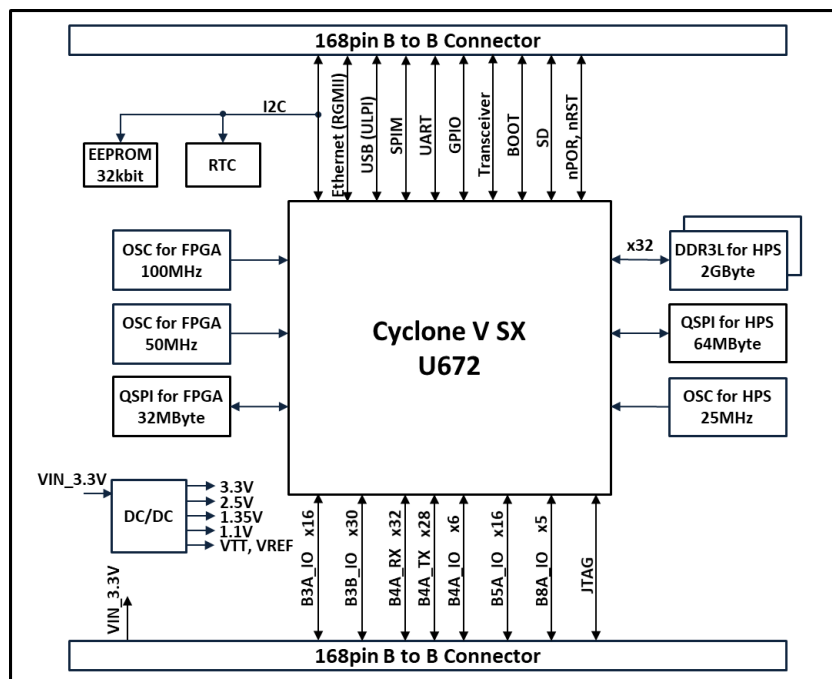 168pin B to B Connector
I2C
Ethernet (RGMII)
USB (ULPI)
SPIM
UART
GPIO
Transceiver
BOOT
SD
nPOR, nRST
EEPROM
32kbit
RTC
OSC for FPGA
100MHz
OSC for FPGA
50MHz
QSPI for FPGA
32MByte
Cyclone V SX
U672
x32
DDR3L for HPS
2GByte
QSPI for HPS
64MByte
OSC for HPS
25MHz
VIN_3.3V
DC/DC
3.3V
2.5V
1.35V
1.1V
VTT, VREF
VIN_3.3V
B3A_IO x16
B3B_IO x30
B4A_RX x32
B4A_TX x28
B4A_IO x6
B5A_IO x16
B8A_IO x5
JTAG
168pin B to B Connector